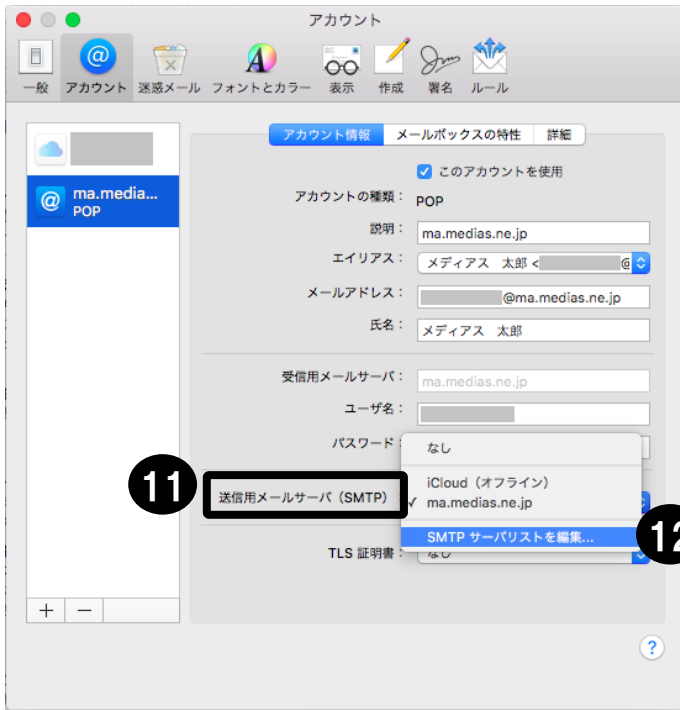 アカウント
一般 アカウント 迷惑メール フォントとカラー 表示 作成 署名 ルール
アカウント情報 メールボックスの特性 詳細
ma.media...
POP
このアカウントを使用
アカウントの種類： POP
説明： ma.medias.ne.jp
エイリアス： メディアス 太郎 <
メールアドレス： @ma.medias.ne.jp
氏名： メディアス 太郎
受信用メールサーバ： ma.medias.ne.jp
ユーザ名：
パスワード：
なし
iCloud（オフライン）
11 送信用メールサーバ（SMTP） ✓ ma.medias.ne.jp
SMTP サーバリストを編集... 12
TLS 証明書： なし
+ −
?